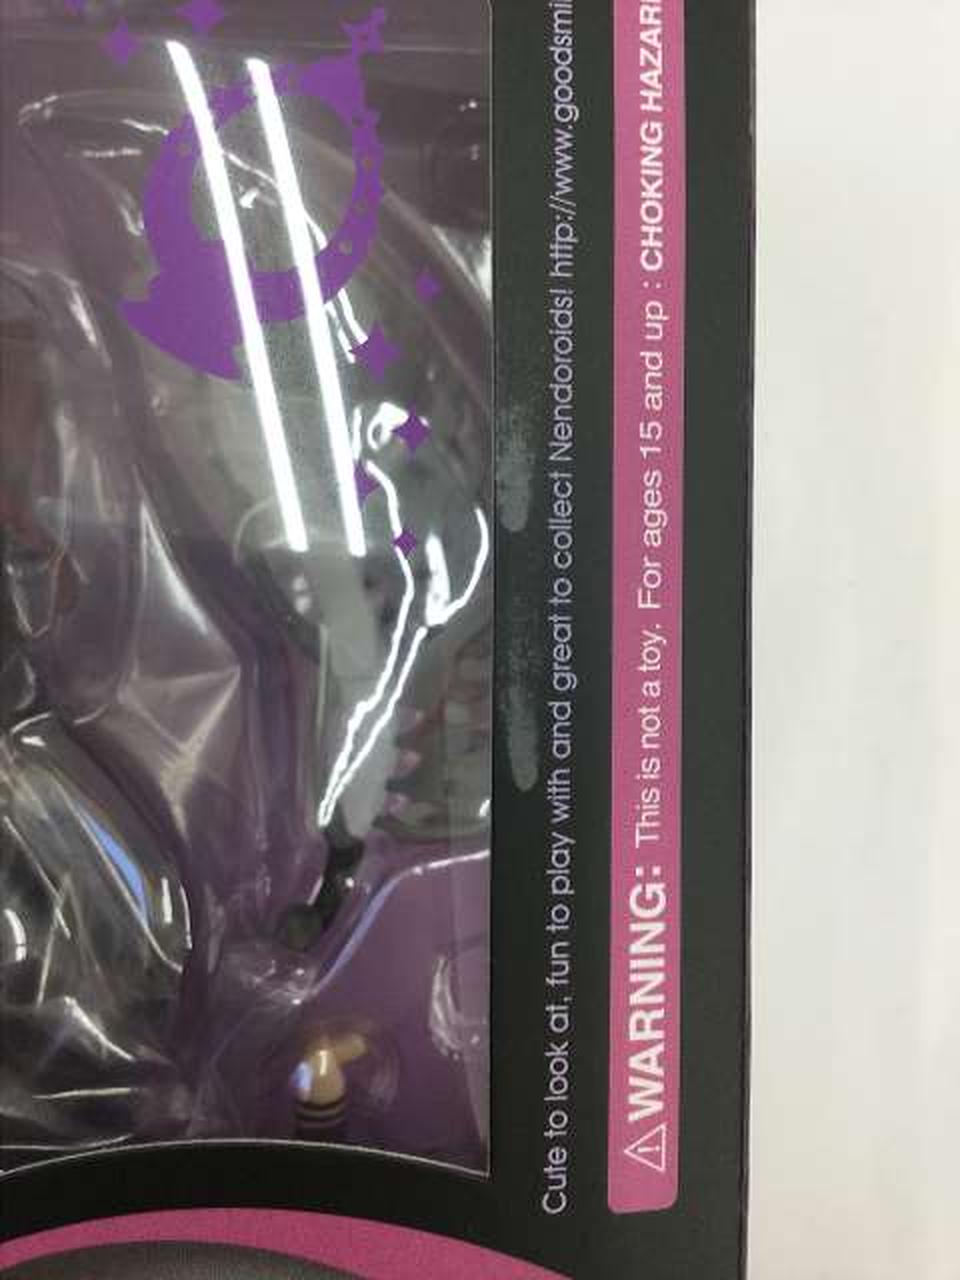 Cute to look at, fun to play with and great to collect Nendoroids! http://www.goodsmi
⚠WARNING: This is not a toy. For ages 15 and up : CHOKING HAZAR